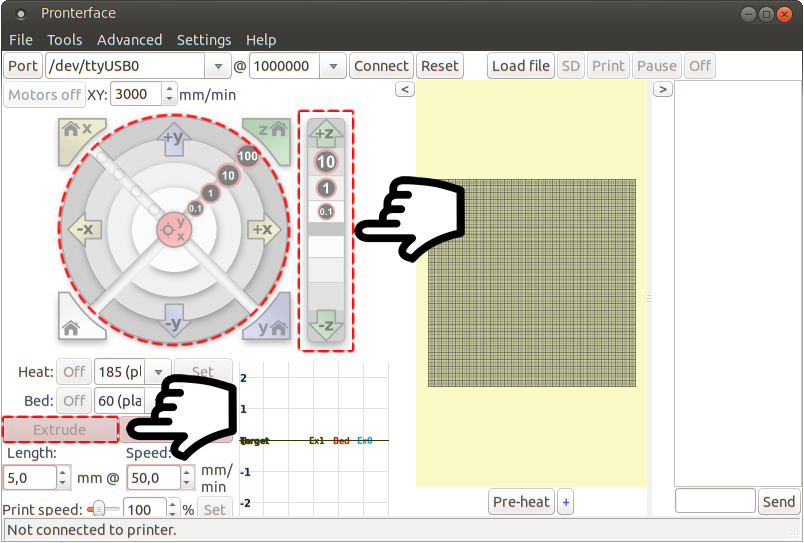 Pronterface
File Tools Advanced Settings Help
Port /dev/ttyUSB0 @ 1000000 Connect Reset Load file SD Print Pause Off
Motors off XY: 3000 mm/min < >
x +y z +z
100 10
10 1
1 0.1
0.1
-x y x +x
-y y -z
Heat: Off 185 (pl Set
Bed: Off 60 (pla
Extrude
Length: Speed:
5,0 mm @ 50,0 mm/
min
Print speed: 100 % Set
2
1
Target Ex1 Bed Ex0
-1
-2
Pre-heat + Send
Not connected to printer.